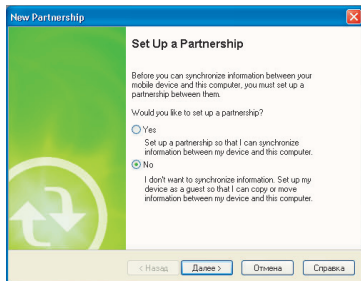 New Partnership
Set Up a Partnership
Before you can synchronize information between your
mobile device and this computer, you must set up a
partnership between them.
Would you like to set up a partnership?
Yes
Set up a partnership so that I can synchronize
information between my device and this computer.
No
I don't want to synchronize information. Set up my
device as a guest so that I can copy or move
information between my device and this computer.
< Назад Далее > Отмена Справка